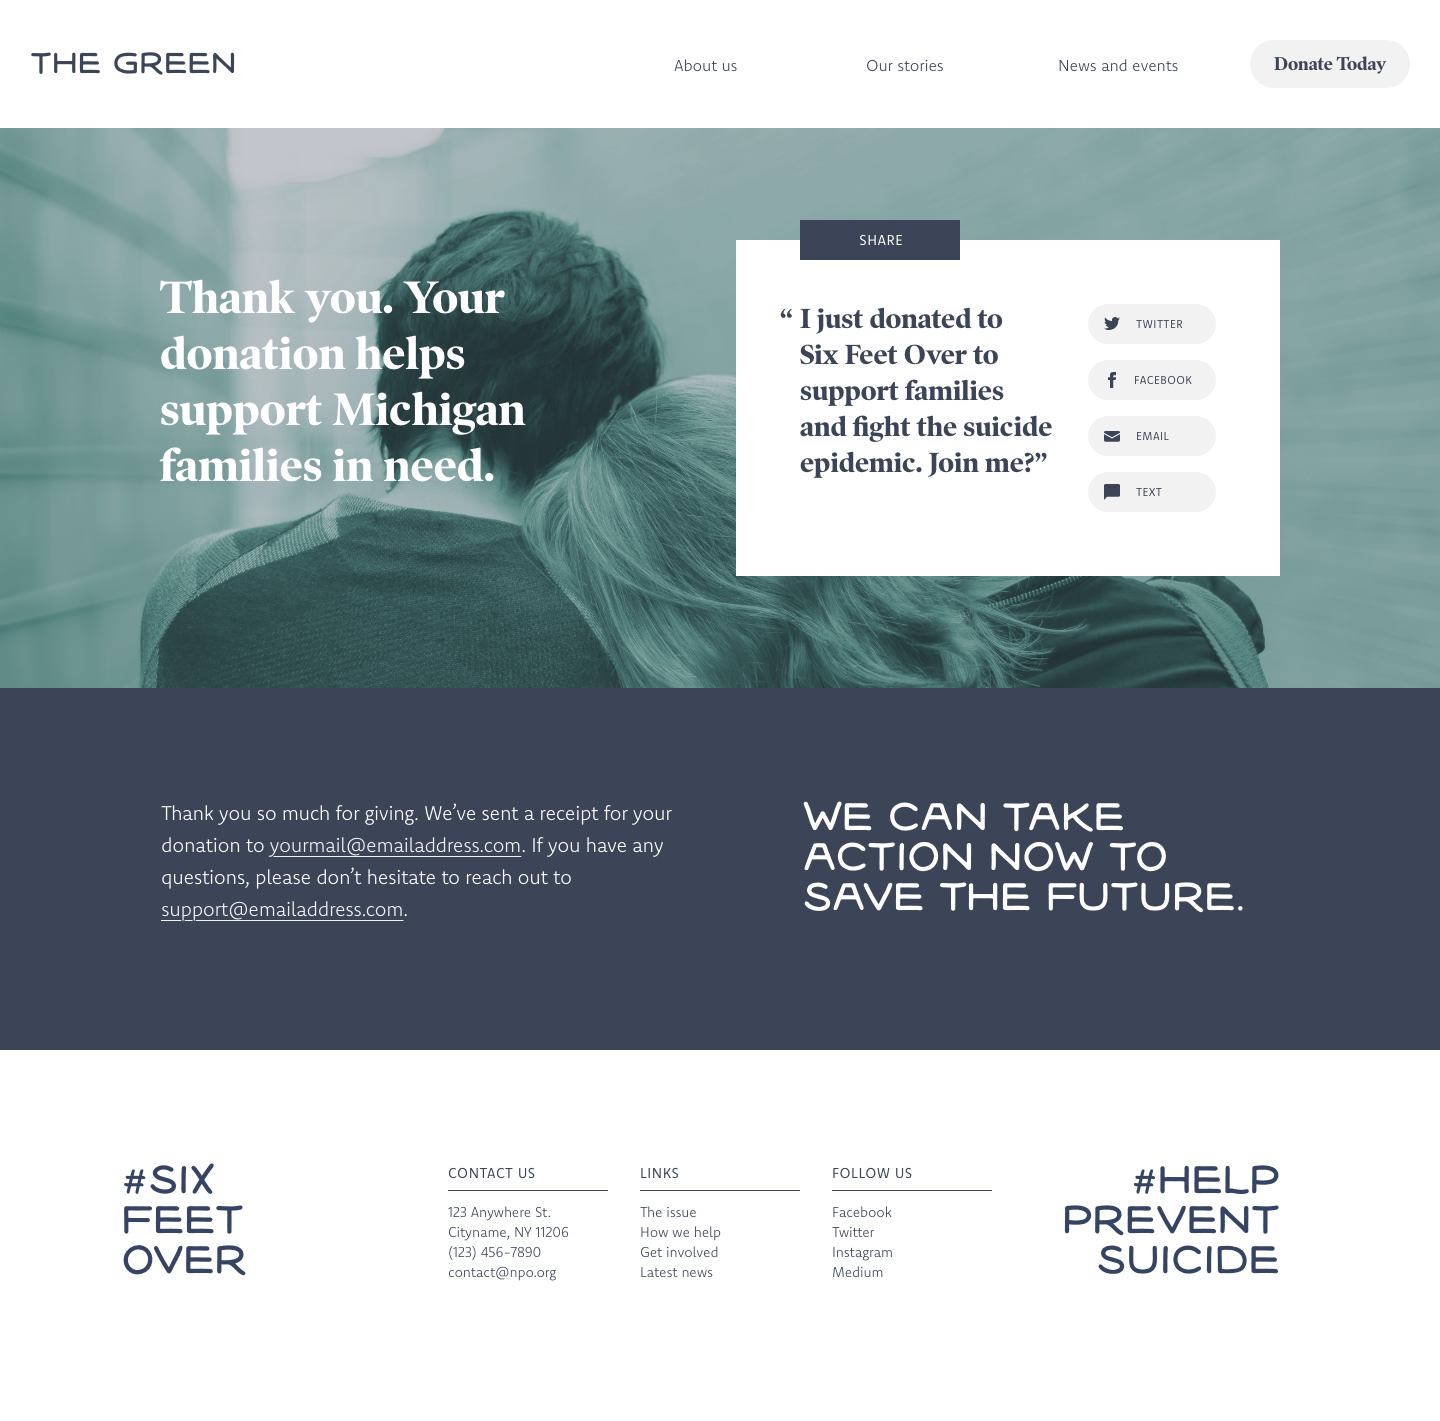 THE GREEN
About us
Our stories
News and events
Donate Today
Thank you. Your
donation helps
support Michigan
families in need.
SHARE
“ I just donated to
Six Feet Over to
support families
and fight the suicide
epidemic. Join me?”
TWITTER
FACEBOOK
EMAIL
TEXT
Thank you so much for giving. We’ve sent a receipt for your
donation to yourmail@emailaddress.com. If you have any
questions, please don’t hesitate to reach out to
support@emailaddress.com.
WE CAN TAKE
ACTION NOW TO
SAVE THE FUTURE.
#SIX
FEET
OVER
CONTACT US
123 Anywhere St.
Cityname, NY 11206
(123) 456-7890
contact@npo.org
LINKS
The issue
How we help
Get involved
Latest news
FOLLOW US
Facebook
Twitter
Instagram
Medium
#HELP
PREVENT
SUICIDE